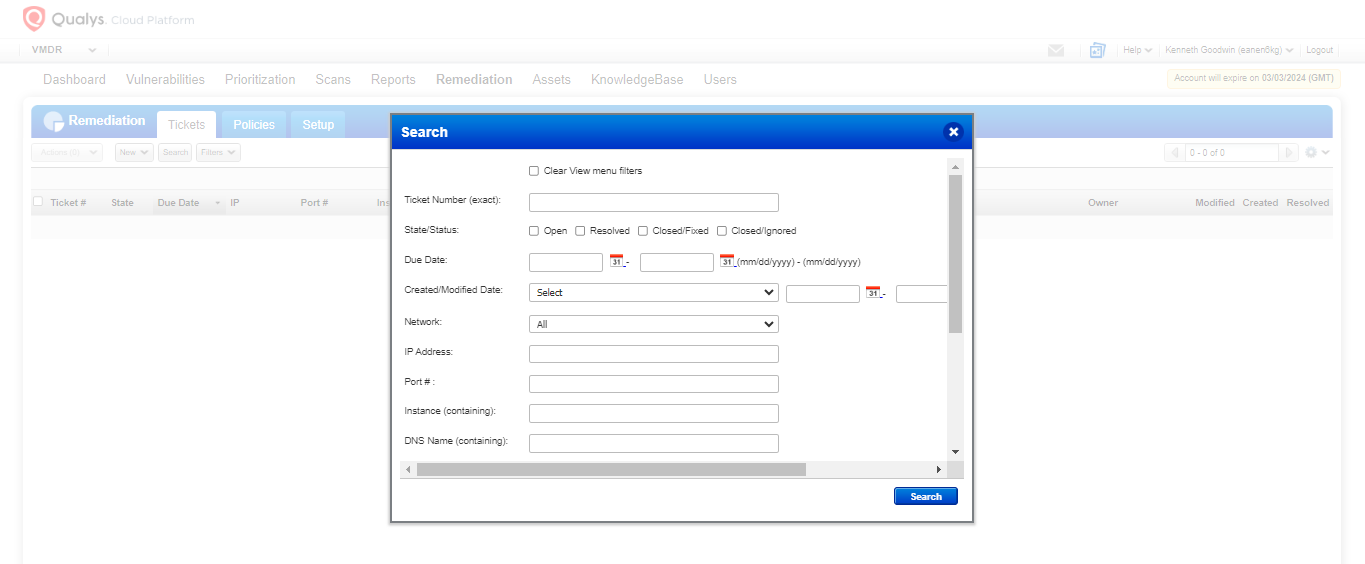 Qualys. Cloud Platform
VMDR
Help Kenneth Goodwin (eanen6kg) Logout
Dashboard Vulnerabilities Prioritization Scans Reports Remediation Assets KnowledgeBase Users
Account will expire on 03/03/2024 (GMT)
Remediation Tickets Policies Setup
Actions (0) New Search Filters
0 - 0 of 0
Ticket # State Due Date IP Port # Ins Owner Modified Created Resolved
Search
Clear View menu filters
Ticket Number (exact):
State/Status: Open Resolved Closed/Fixed Closed/Ignored
Due Date: 31 - 31 (mm/dd/yyyy) - (mm/dd/yyyy)
Created/Modified Date: Select 31 -
Network: All
IP Address:
Port # :
Instance (containing):
DNS Name (containing):
Search